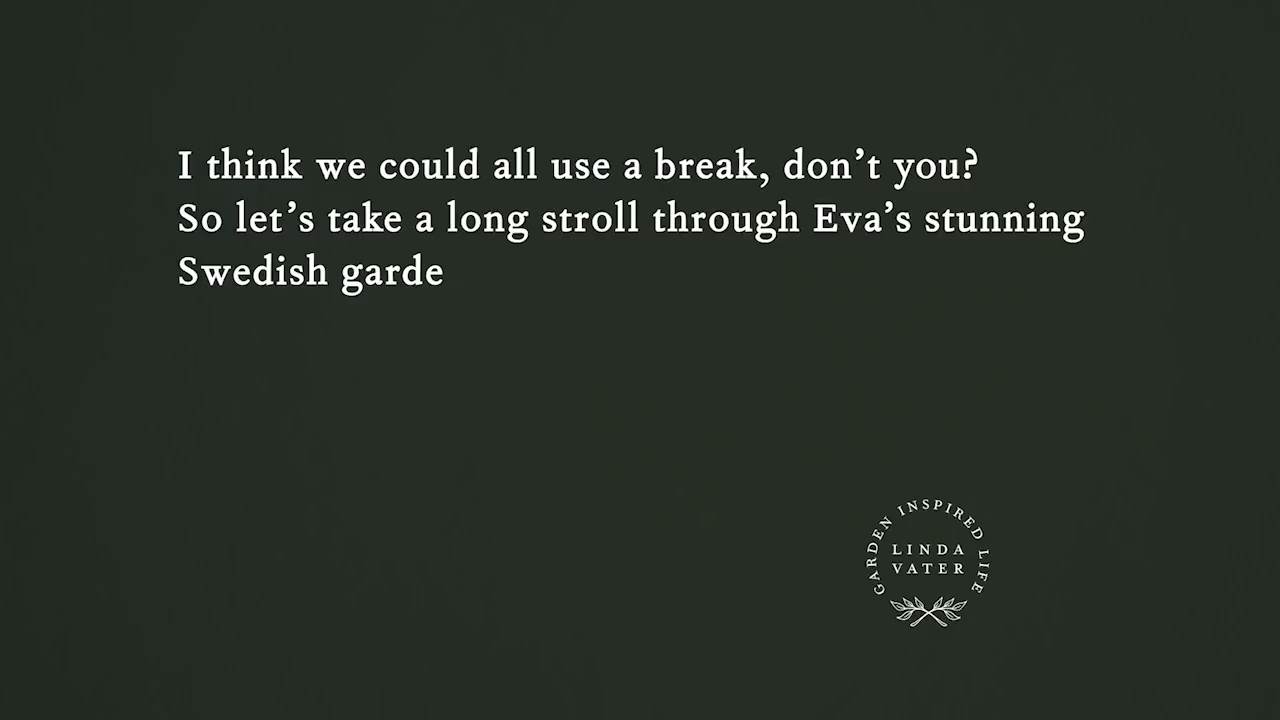 I think we could all use a break, don’t you?
So let’s take a long stroll through Eva’s stunning
Swedish garde
GARDEN INSPIRED LIFE
LINDA
VATER